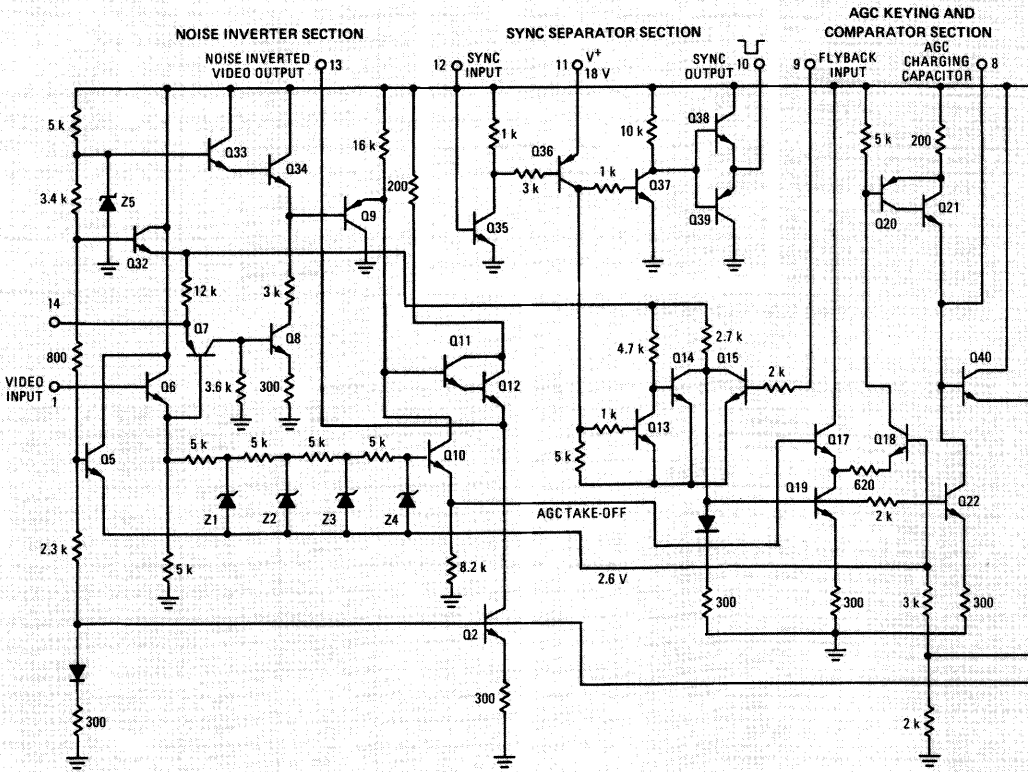 NOISE INVERTER SECTION
SYNC SEPARATOR SECTION
AGC KEYING AND
COMPARATOR SECTION
NOISE INVERTED
VIDEO OUTPUT
13
12
SYNC
INPUT
11
V+
18 V
SYNC
OUTPUT
10
9
FLYBACK
INPUT
AGC
CHARGING
CAPACITOR
8
5 k
Q33
Q34
16 k
200
1 k
Q36
3 k
1 k
10 k
Q38
Q37
Q39
5 k
200
Q20
Q21
3.4 k
Z5
Q32
Q9
Q35
12 k
3 k
14
Q7
Q8
800
VIDEO
INPUT
1
Q6
3.6 k
300
Q11
Q12
4.7 k
Q14
2.7 k
Q15
2 k
Q40
Q5
5 k
5 k
5 k
5 k
Q10
1 k
Q13
5 k
Q17
Q18
620
Q19
2 k
Q22
Z1
Z2
Z3
Z4
AGC TAKE-OFF
2.3 k
5 k
8.2 k
2.6 V
300
300
3 k
300
Q2
300
300
2 k